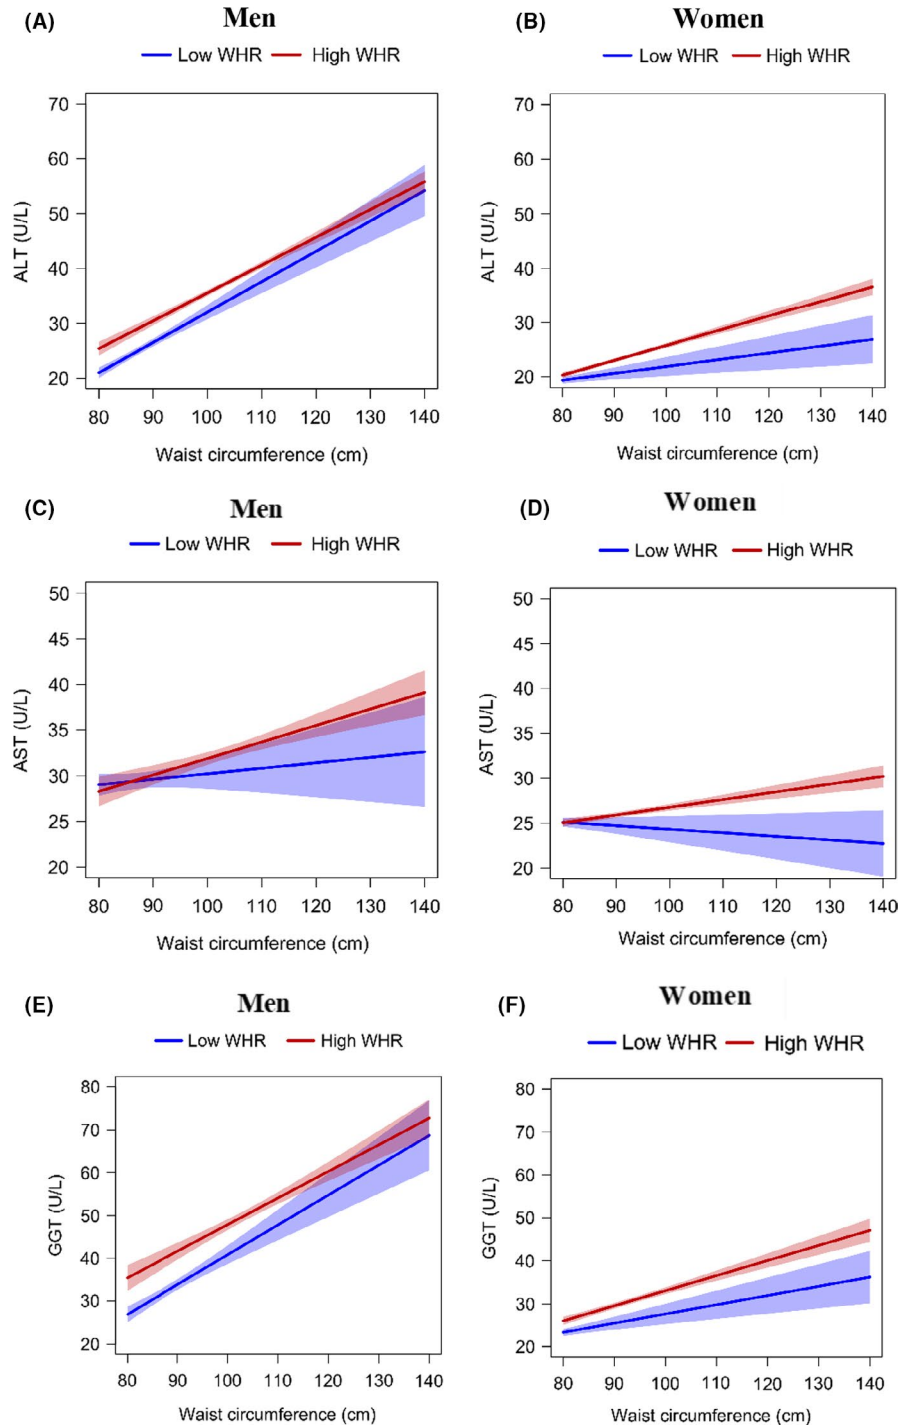 (A) Men
Low WHR High WHR
70
60
50
40
30
20
ALT (U/L)
80 90 100 110 120 130 140
Waist circumference (cm)
(B) Women
Low WHR High WHR
70
60
50
40
30
20
ALT (U/L)
80 90 100 110 120 130 140
Waist circumference (cm)
(C) Men
Low WHR High WHR
50
45
40
35
30
25
20
AST (U/L)
80 90 100 110 120 130 140
Waist circumference (cm)
(D) Women
Low WHR High WHR
50
45
40
35
30
25
20
AST (U/L)
80 90 100 110 120 130 140
Waist circumference (cm)
(E) Men
Low WHR High WHR
80
70
60
50
40
30
20
GGT (U/L)
80 90 100 110 120 130 140
Waist circumference (cm)
(F) Women
Low WHR High WHR
80
70
60
50
40
30
20
GGT (U/L)
80 90 100 110 120 130 140
Waist circumference (cm)